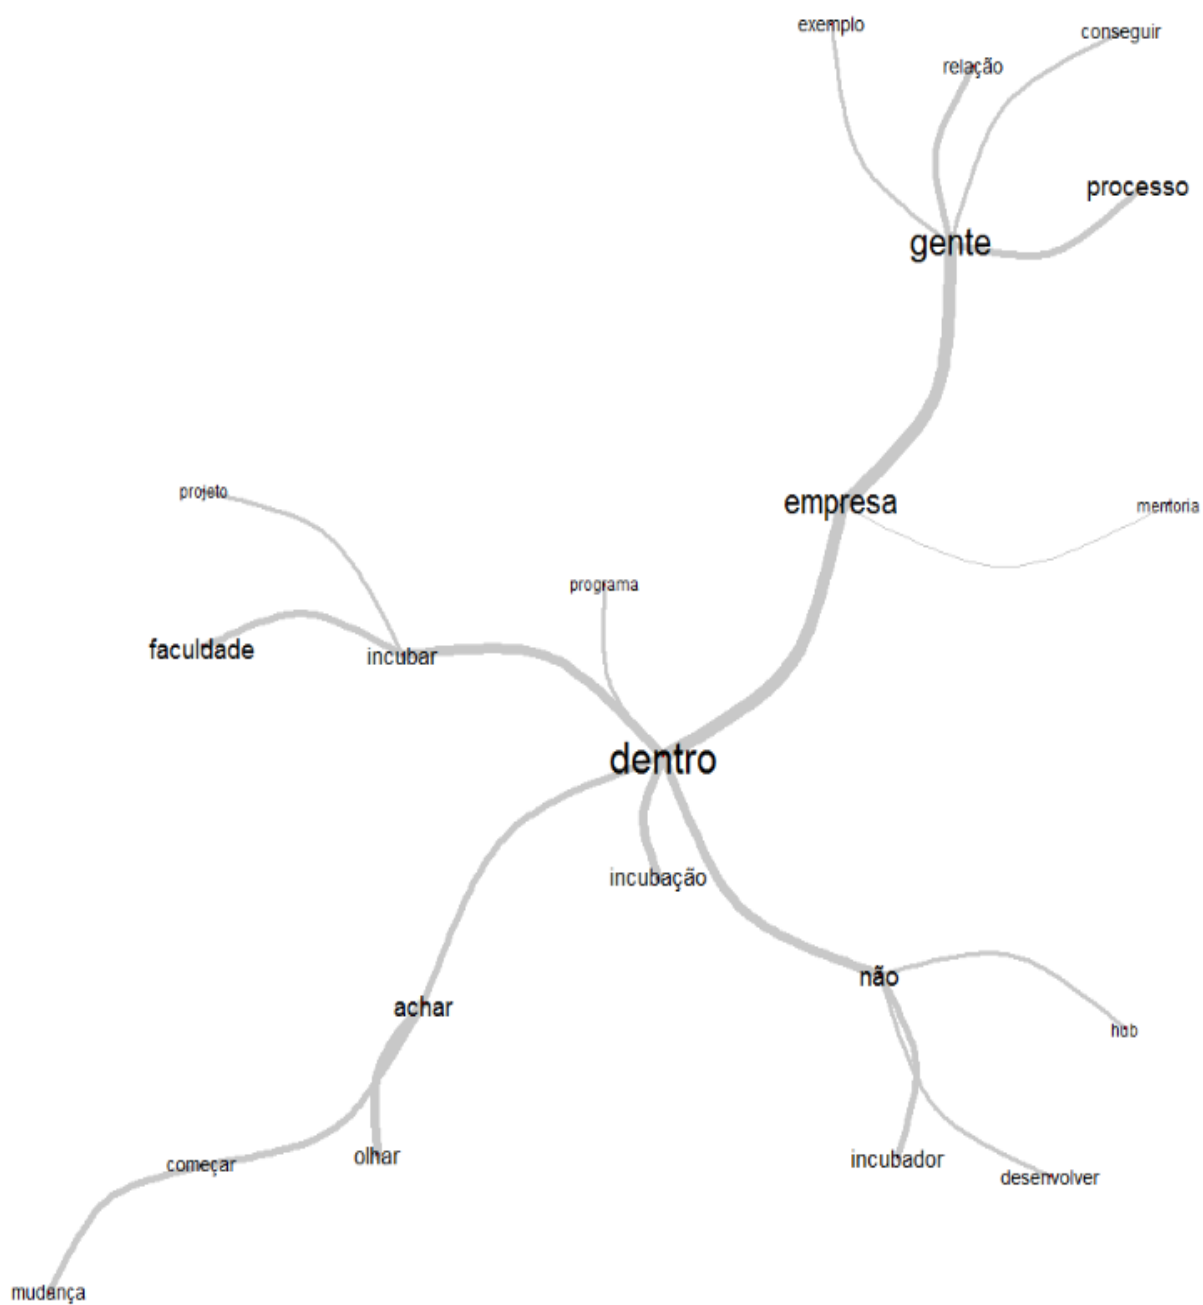 exemplo
conseguir
relação
processo
gente
projeto
empresa
mentoria
programa
faculdade
incubar
dentro
incubação
não
achar
hub
começar
olhar
incubador
desenvolver
mudança